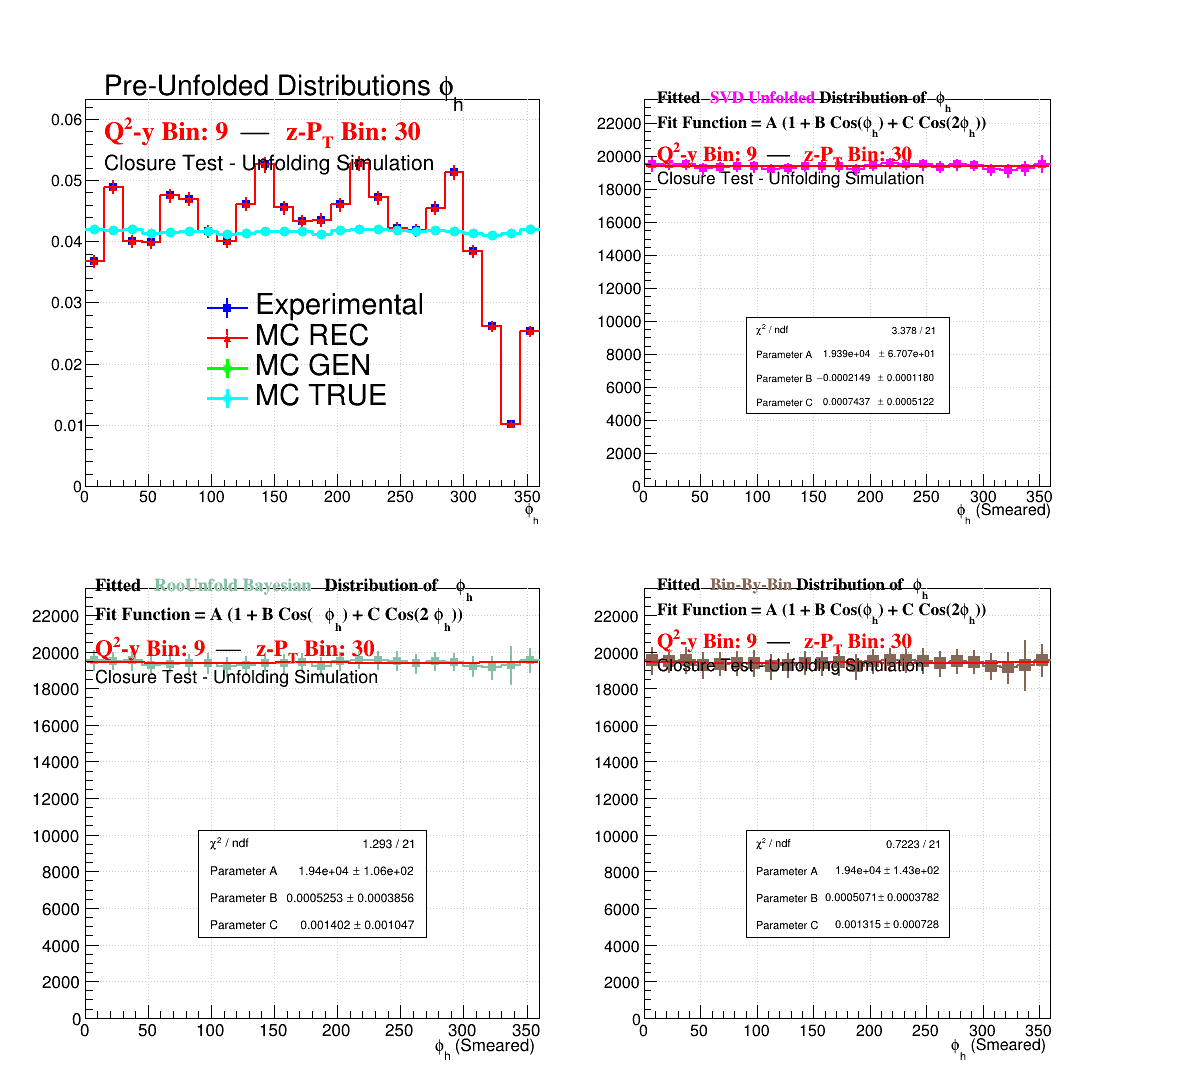 Pre-Unfolded Distributions ϕh
Q2-y Bin: 9 — z-PT Bin: 30
Closure Test - Unfolding Simulation
0.06
0.05
0.04
0.03
0.02
0.01
0
Experimental
MC REC
MC GEN
MC TRUE
0 50 100 150 200 250 300 350
ϕh
Fitted SVD Unfolded Distribution of ϕh
Fit Function = A (1 + B Cos(ϕh) + C Cos(2ϕh))
Q2-y Bin: 9 — z-PT Bin: 30
Closure Test - Unfolding Simulation
22000
20000
18000
16000
14000
12000
10000
8000
6000
4000
2000
0
χ2 / ndf 3.378 / 21
Parameter A 1.939e+04 ± 6.707e+01
Parameter B −0.0002149 ± 0.0001180
Parameter C 0.0007437 ± 0.0005122
0 50 100 150 200 250 300 350
ϕh (Smeared)
Fitted RooUnfold Bayesian Distribution of ϕh
Fit Function = A (1 + B Cos( ϕh) + C Cos(2 ϕh))
Q2-y Bin: 9 — z-PT Bin: 30
Closure Test - Unfolding Simulation
22000
20000
18000
16000
14000
12000
10000
8000
6000
4000
2000
0
χ2 / ndf 1.293 / 21
Parameter A 1.94e+04 ± 1.06e+02
Parameter B 0.0005253 ± 0.0003856
Parameter C 0.001402 ± 0.001047
0 50 100 150 200 250 300 350
ϕh (Smeared)
Fitted Bin-By-Bin Distribution of ϕh
Fit Function = A (1 + B Cos(ϕh) + C Cos(2ϕh))
Q2-y Bin: 9 — z-PT Bin: 30
Closure Test - Unfolding Simulation
22000
20000
18000
16000
14000
12000
10000
8000
6000
4000
2000
0
χ2 / ndf 0.7223 / 21
Parameter A 1.94e+04 ± 1.43e+02
Parameter B 0.0005071 ± 0.0003782
Parameter C 0.001315 ± 0.000728
0 50 100 150 200 250 300 350
ϕh (Smeared)